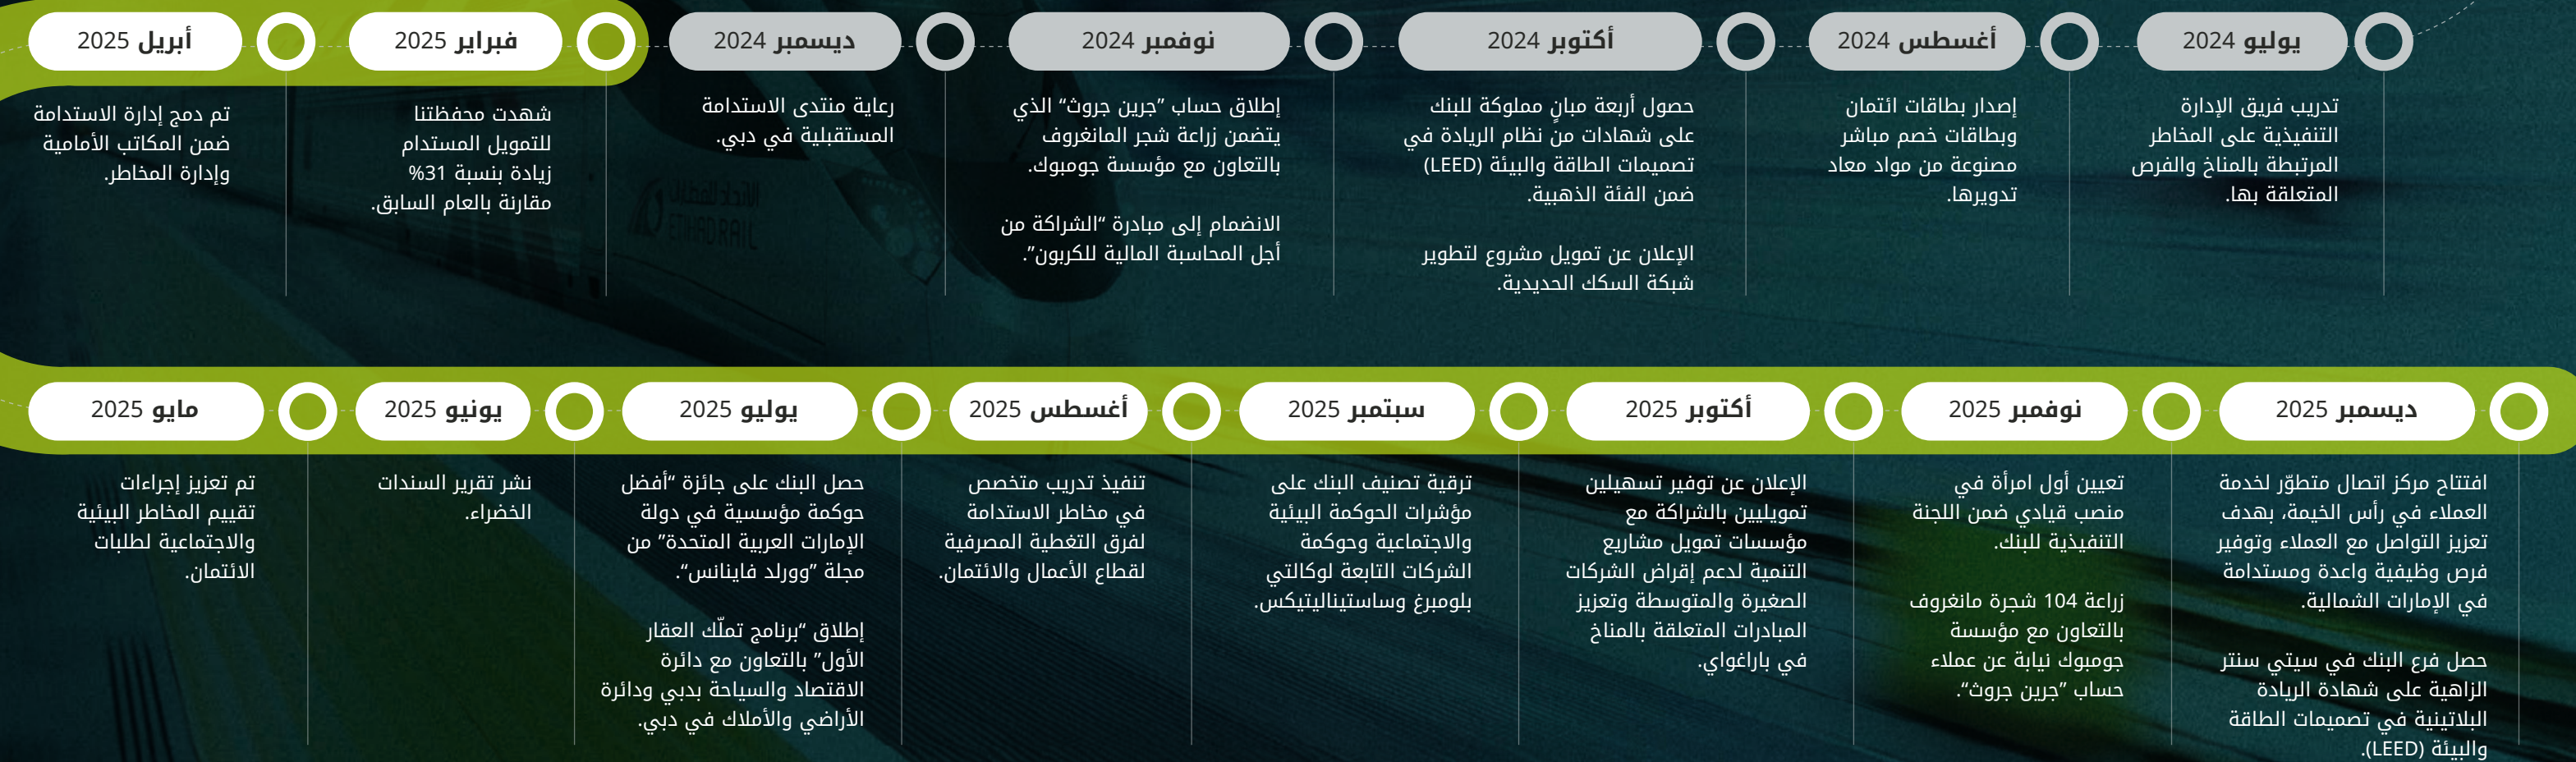 يوليو 2024
تدريب فريق الإدارة
التنفيذية على المخاطر
المرتبطة بالمناخ والفرص
المتعلقة بها.
أغسطس 2024
إصدار بطاقات ائتمان
وبطاقات خصم مباشر
مصنوعة من مواد معاد
تدويرها.
أكتوبر 2024
حصول أربعة مبانٍ مملوكة للبنك
على شهادات من نظام الريادة في
تصميمات الطاقة والبيئة (LEED)
ضمن الفئة الذهبية.
الإعلان عن تمويل مشروع لتطوير
شبكة السكك الحديدية.
نوفمبر 2024
إطلاق حساب ”جرين جروث“ الذي
يتضمن زراعة شجر المانغروف
بالتعاون مع مؤسسة جومبوك.
الانضمام إلى مبادرة “الشراكة من
أجل المحاسبة المالية للكربون”.
ديسمبر 2024
رعاية منتدى الاستدامة
المستقبلية في دبي.
فبراير 2025
شهدت محفظتنا
للتمويل المستدام
زيادة بنسبة 31%
مقارنة بالعام السابق.
أبريل 2025
تم دمج إدارة الاستدامة
ضمن المكاتب الأمامية
وإدارة المخاطر.
الاتحاد للقطارات
ETIHAD RAIL
مايو 2025
تم تعزيز إجراءات
تقييم المخاطر البيئية
والاجتماعية لطلبات
الائتمان.
يونيو 2025
نشر تقرير السندات
الخضراء.
يوليو 2025
حصل البنك على جائزة “أفضل
حوكمة مؤسسية في دولة
الإمارات العربية المتحدة” من
مجلة ”وورلد فاينانس“.
إطلاق “برنامج تملّك العقار
الأول” بالتعاون مع دائرة
الاقتصاد والسياحة بدبي ودائرة
الأراضي والأملاك في دبي.
أغسطس 2025
تنفيذ تدريب متخصص
في مخاطر الاستدامة
لفرق التغطية المصرفية
لقطاع الأعمال والائتمان.
سبتمبر 2025
ترقية تصنيف البنك على
مؤشرات الحوكمة البيئية
والاجتماعية وحوكمة
الشركات التابعة لوكالتي
بلومبرغ وساستيناليتيكس.
أكتوبر 2025
الإعلان عن توفير تسهيلين
تمويليين بالشراكة مع
مؤسسات تمويل مشاريع
التنمية لدعم إقراض الشركات
الصغيرة والمتوسطة وتعزيز
المبادرات المتعلقة بالمناخ
في باراغواي.
نوفمبر 2025
تعيين أول امرأة في
منصب قيادي ضمن اللجنة
التنفيذية للبنك.
زراعة 104 شجرة مانغروف
بالتعاون مع مؤسسة
جومبوك نيابة عن عملاء
حساب ”جرين جروث“.
ديسمبر 2025
افتتاح مركز اتصال متطوّر لخدمة
العملاء في رأس الخيمة، بهدف
تعزيز التواصل مع العملاء وتوفير
فرص وظيفية واعدة ومستدامة
في الإمارات الشمالية.
حصل فرع البنك في سيتي سنتر
الزاهية على شهادة الريادة
البلاتينية في تصميمات الطاقة
والبيئة (LEED).